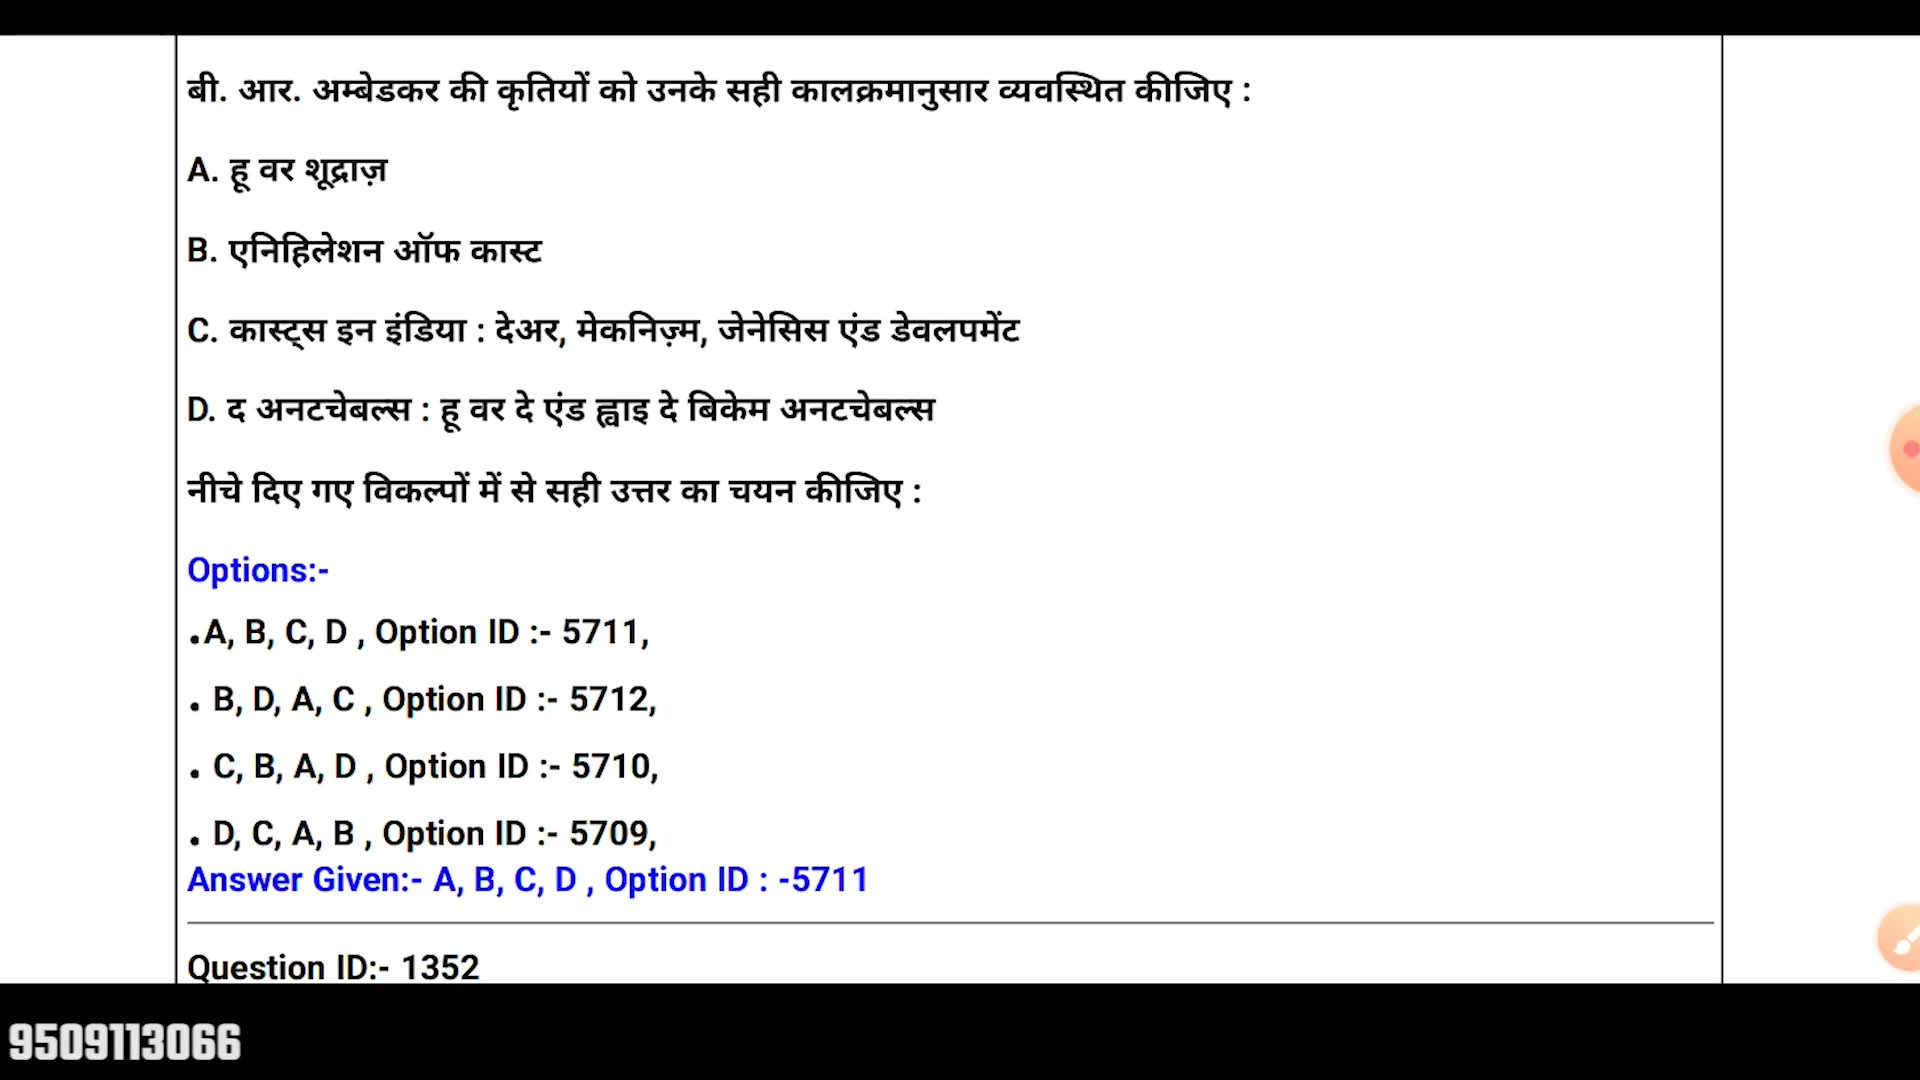 बी. आर. अम्बेडकर की कृतियों को उनके सही कालक्रमानुसार व्यवस्थित कीजिए :
A. हू वर शूद्राज़
B. एनिहिलेशन ऑफ कास्ट
C. कास्ट्स इन इंडिया : देअर, मेकनिज़्म, जेनेसिस एंड डेवलपमेंट
D. द अनटचेबल्स : हू वर दे एंड ह्वाइ दे बिकेम अनटचेबल्स
नीचे दिए गए विकल्पों में से सही उत्तर का चयन कीजिए :
Options:-
.A, B, C, D , Option ID :- 5711,
. B, D, A, C , Option ID :- 5712,
. C, B, A, D , Option ID :- 5710,
. D, C, A, B , Option ID :- 5709,
Answer Given:- A, B, C, D , Option ID : -5711
Question ID:- 1352
9509113066